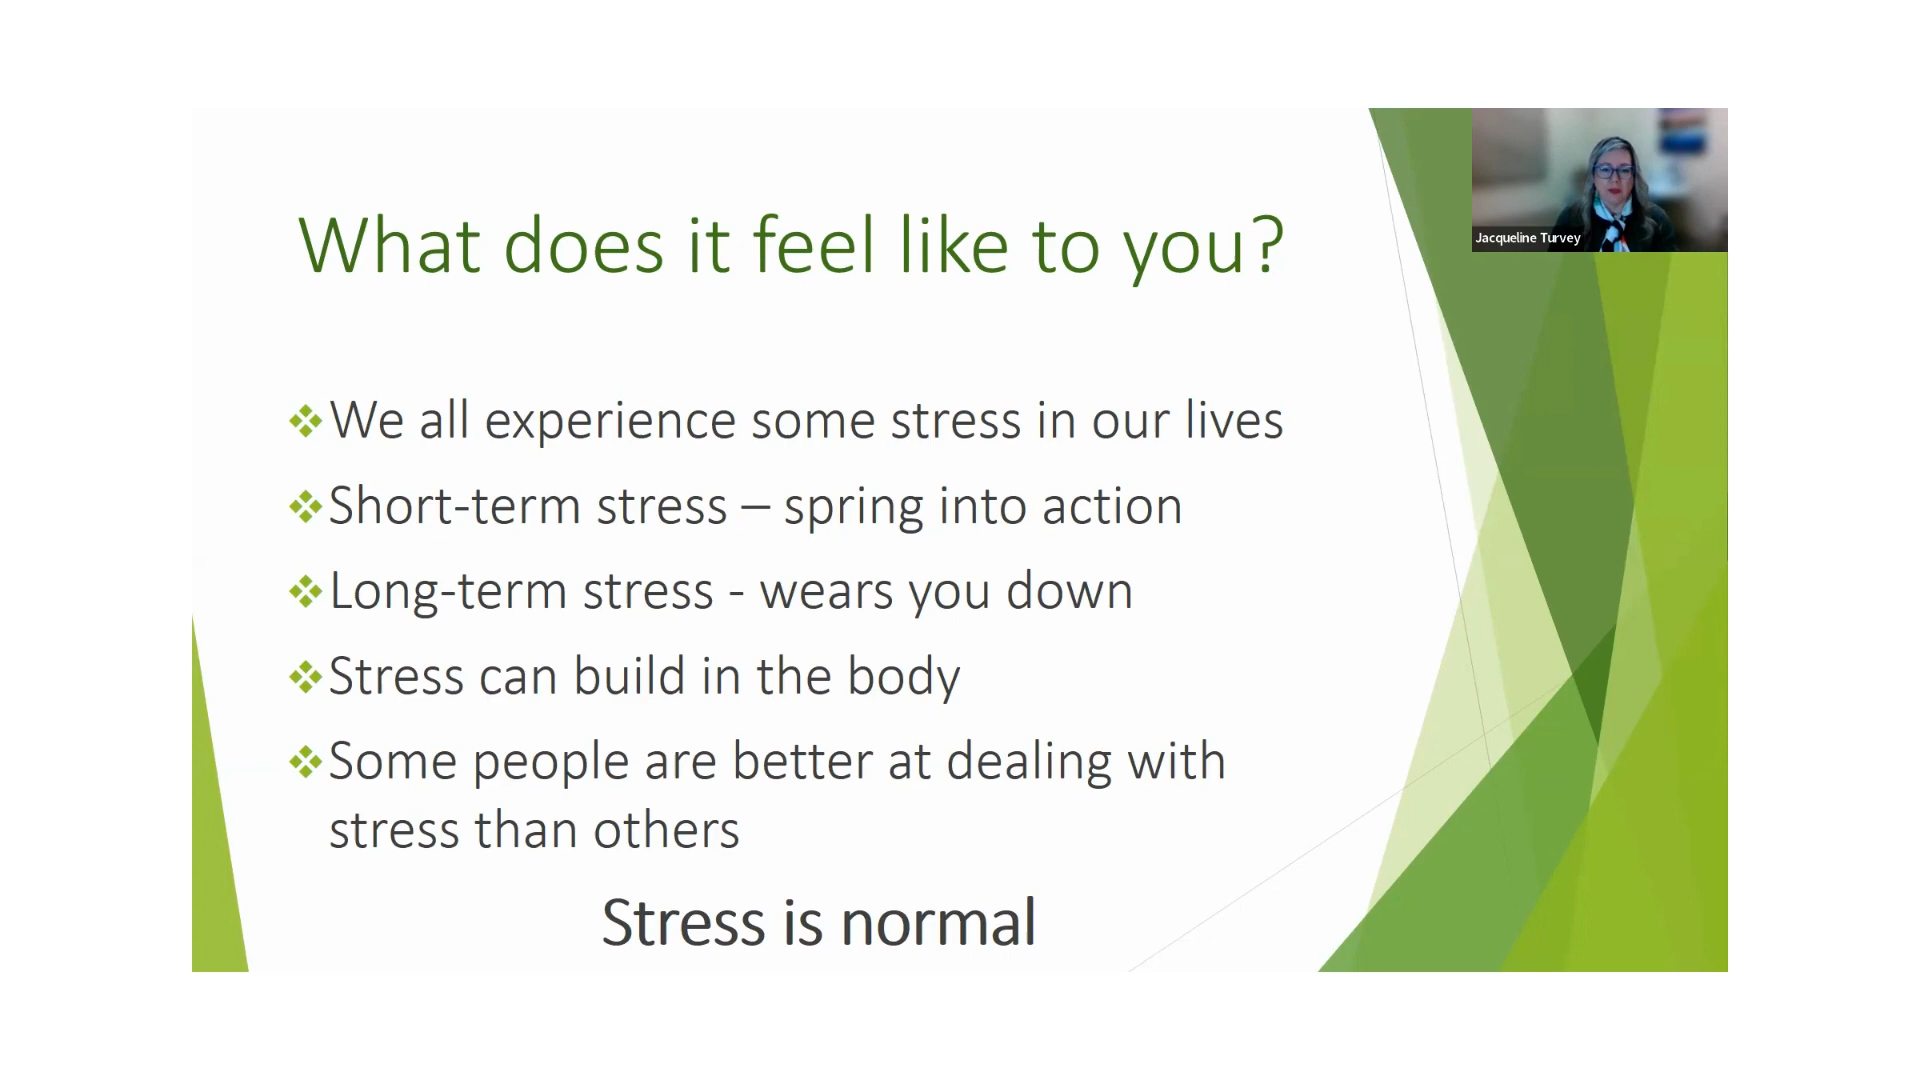 Jacqueline Turvey
What does it feel like to you?
We all experience some stress in our lives
Short-term stress – spring into action
Long-term stress - wears you down
Stress can build in the body
Some people are better at dealing with
stress than others
Stress is normal